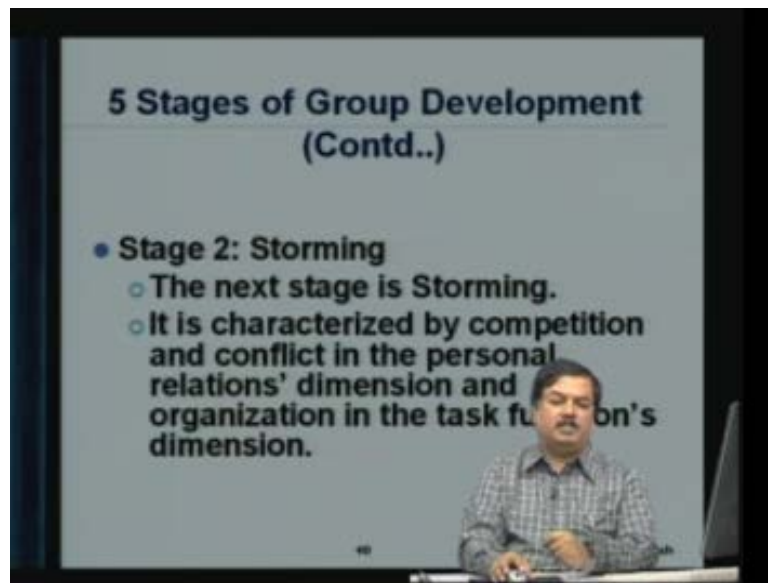 5 Stages of Group Development
(Contd..)
Stage 2: Storming
The next stage is Storming.
It is characterized by competition
and conflict in the personal
relations' dimension and
organization in the task
dimension.